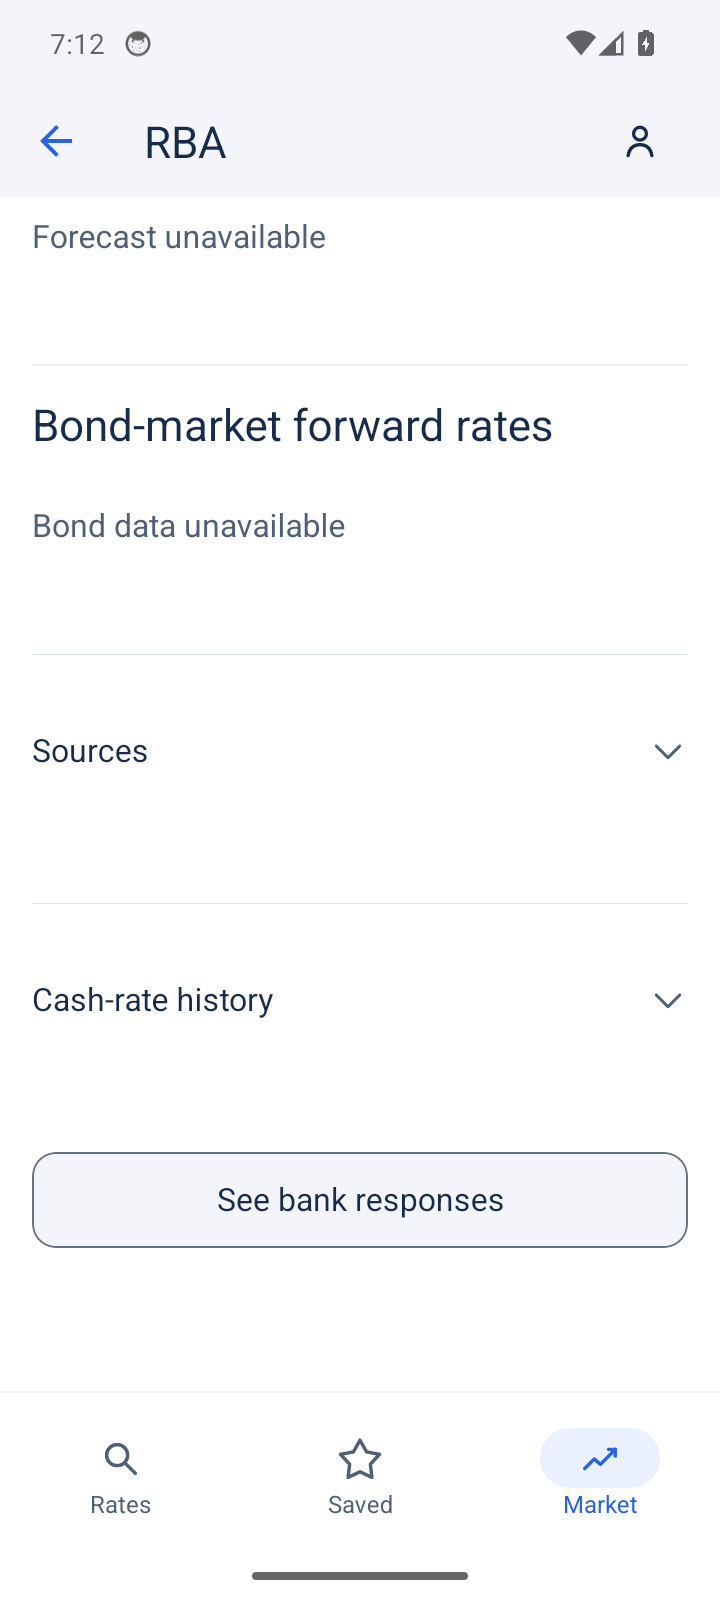 7:12
RBA
Forecast unavailable
Bond-market forward rates
Bond data unavailable
Sources
Cash-rate history
See bank responses
Rates
Saved
Market